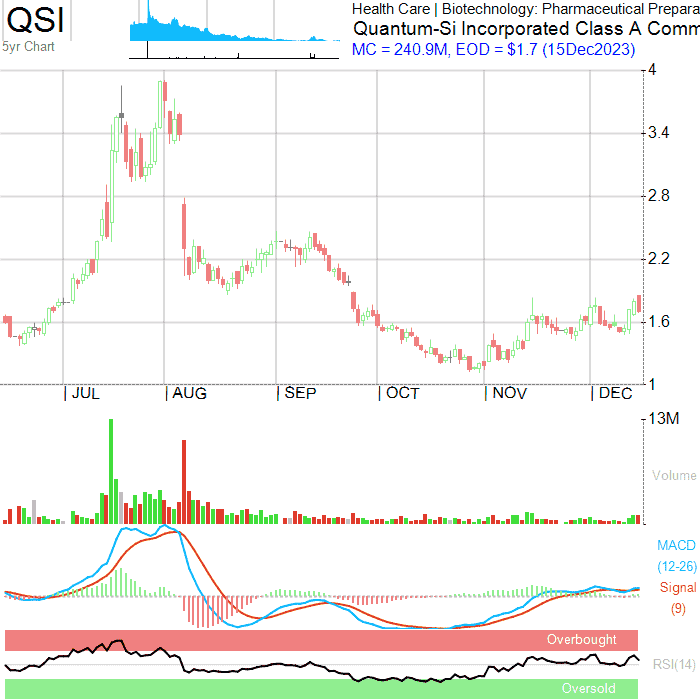 QSI
5yr Chart
Health Care | Biotechnology: Pharmaceutical Prepara
Quantum-Si Incorporated Class A Comm
MC = 240.9M, EOD = $1.7 (15Dec2023)
4
3.4
2.8
2.2
1.6
1
| JUL | AUG | SEP | OCT | NOV | DEC
13M
Volume
MACD
(12-26)
Signal
(9)
Overbought
RSI(14)
Oversold